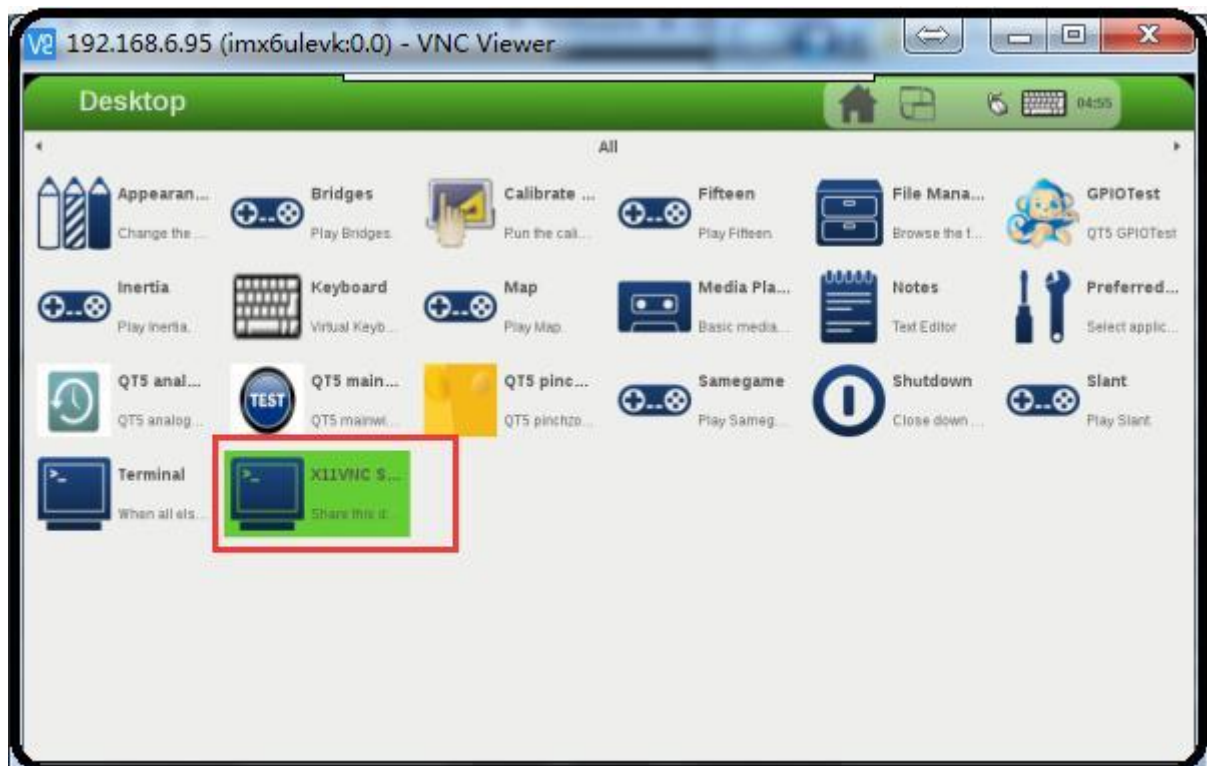 192.168.6.95 (imx6ulevk:0.0) - VNC Viewer
Desktop
04:55
All
Appearan...
Change the ...
Bridges
Play Bridges.
Calibrate ...
Run the cali...
Fifteen
Play Fifteen.
File Mana...
Browse the f...
GPIOTest
QT5 GPIOTest
Inertia
Play Inertia.
Keyboard
Virtual Keyb...
Map
Play Map.
Media Pla...
Basic media...
Notes
Text Editor
Preferred...
Select applic...
QT5 anal...
QT5 analog...
TEST
QT5 main...
QT5 mainwi...
QT5 pinc...
QT5 pinchzo...
Samegame
Play Sameg...
Shutdown
Close down ...
Slant
Play Slant.
Terminal
When all els...
X11VNC S...
Share this d...